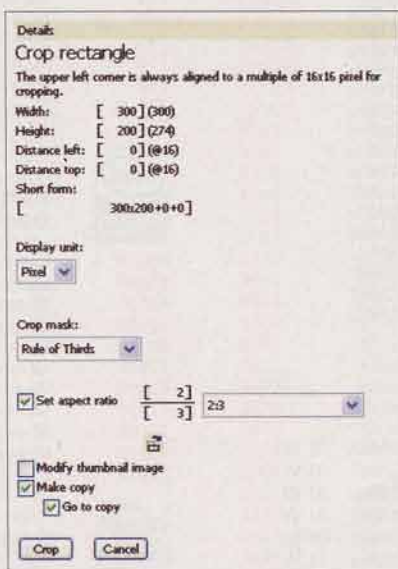 Details
Crop rectangle
The upper left corner is always aligned to a multiple of 16x16 pixel for
cropping.
Width: [ 300] (300)
Height: [ 200] (274)
Distance left: [ 0] (@16)
Distance top: [ 0] (@16)
Short form:
[ 300x200+0+0]
Display unit:
Pixel
Crop mask:
Rule of Thirds
Set aspect ratio [ 2] 2:3
[ 3]
Modify thumbnail image
Make copy
Go to copy
Crop Cancel